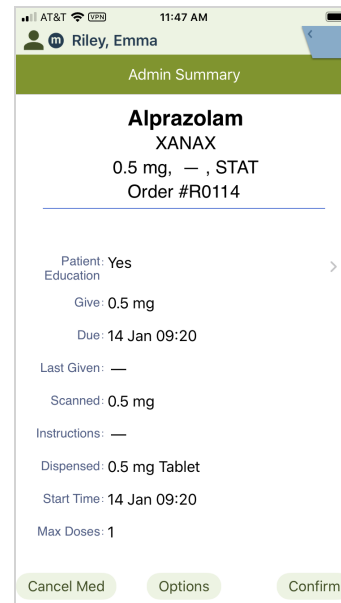 AT&T VPN 11:47 AM
m Riley, Emma
Admin Summary
Alprazolam
XANAX
0.5 mg, — , STAT
Order #R0114
Patient Education: Yes
Give: 0.5 mg
Due: 14 Jan 09:20
Last Given: —
Scanned: 0.5 mg
Instructions: —
Dispensed: 0.5 mg Tablet
Start Time: 14 Jan 09:20
Max Doses: 1
Cancel Med Options Confirm